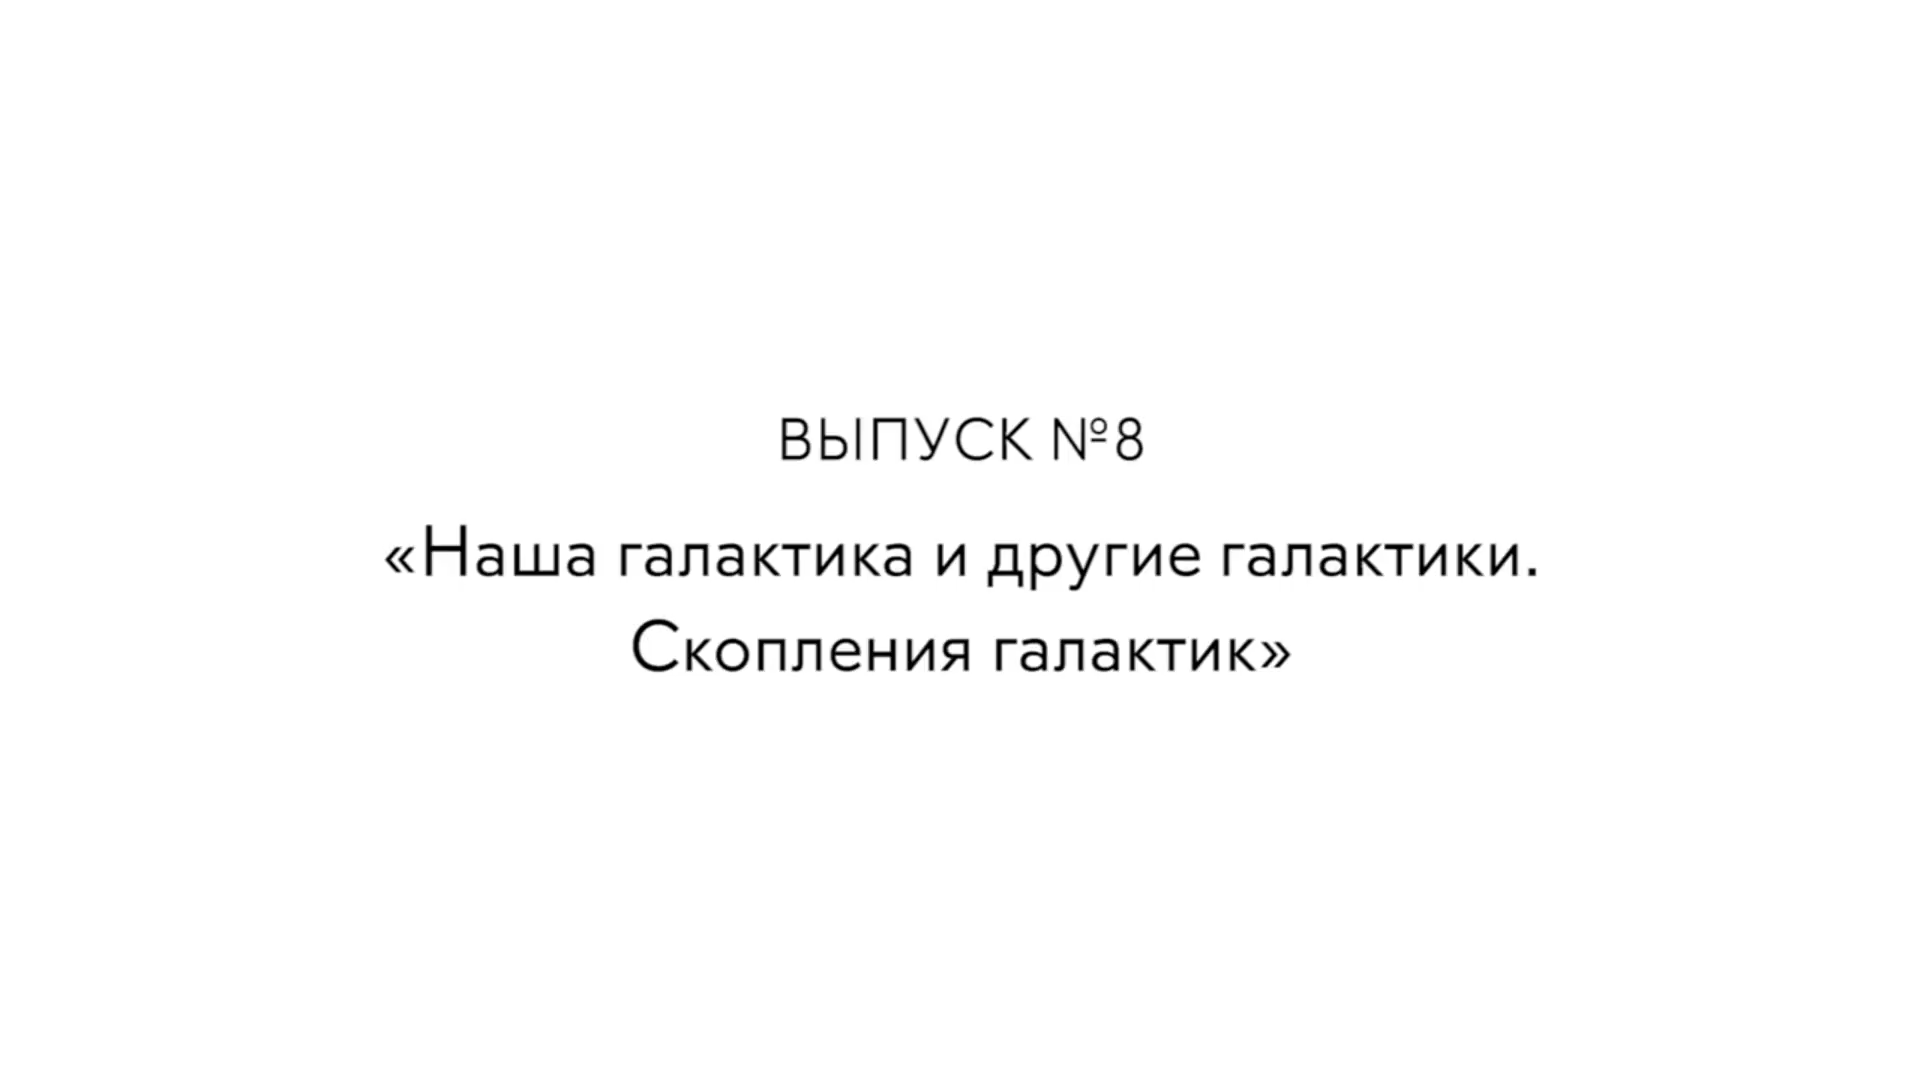 ВЫПУСК №8
«Наша галактика и другие галактики.
Скопления галактик»